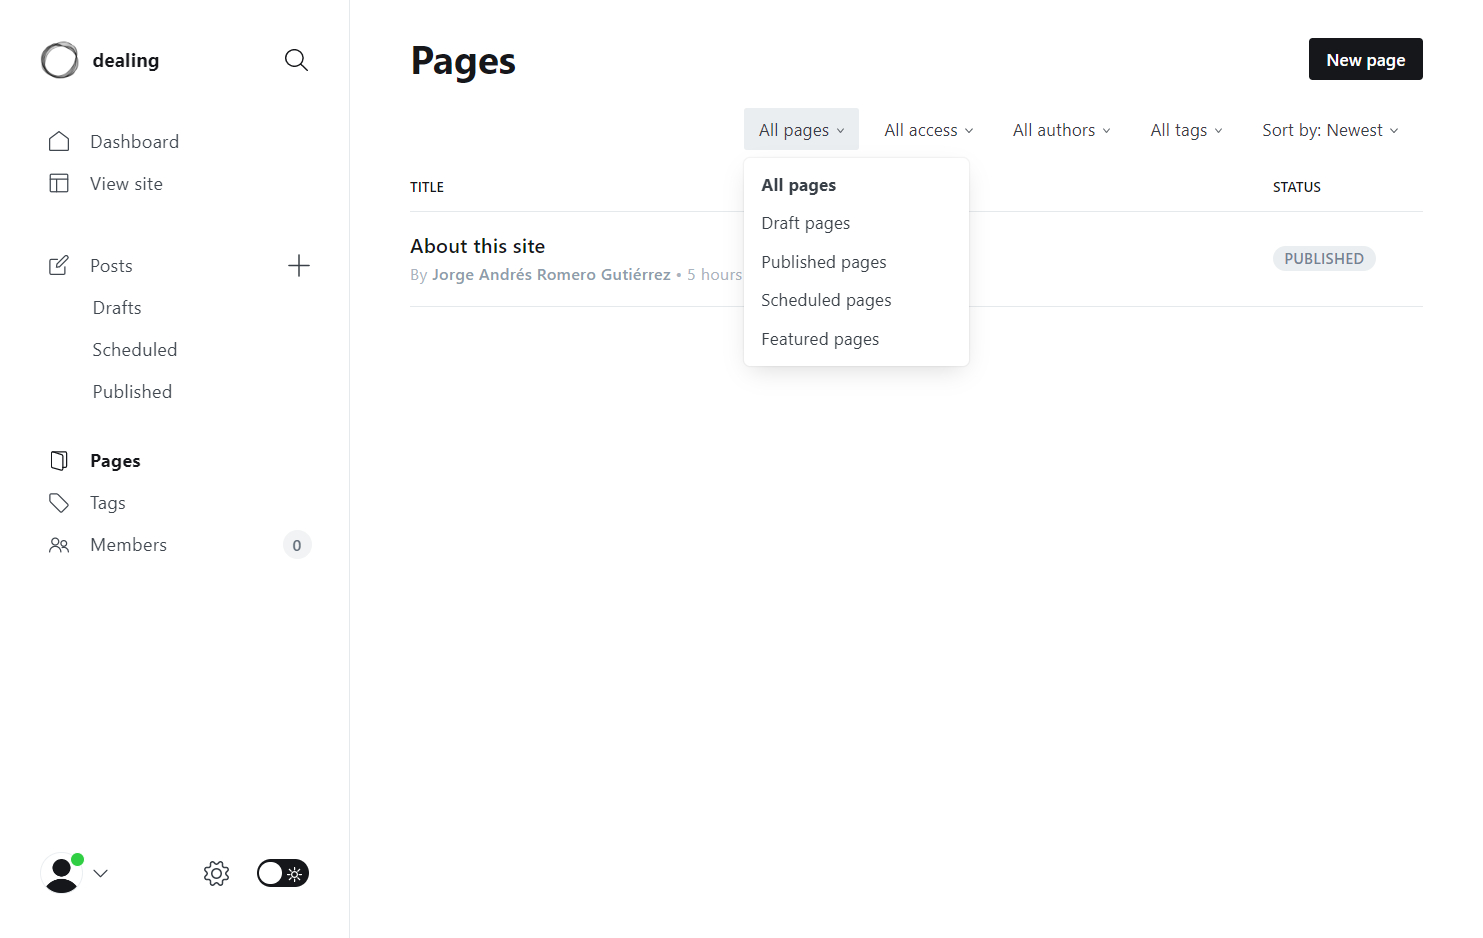 dealing
Dashboard
View site
Posts
Drafts
Scheduled
Published
Pages
Tags
Members
0
Pages
New page
All pages
All access
All authors
All tags
Sort by: Newest
All pages
Draft pages
Published pages
Scheduled pages
Featured pages
TITLE
STATUS
About this site
By Jorge Andrés Romero Gutiérrez • 5 hours
PUBLISHED